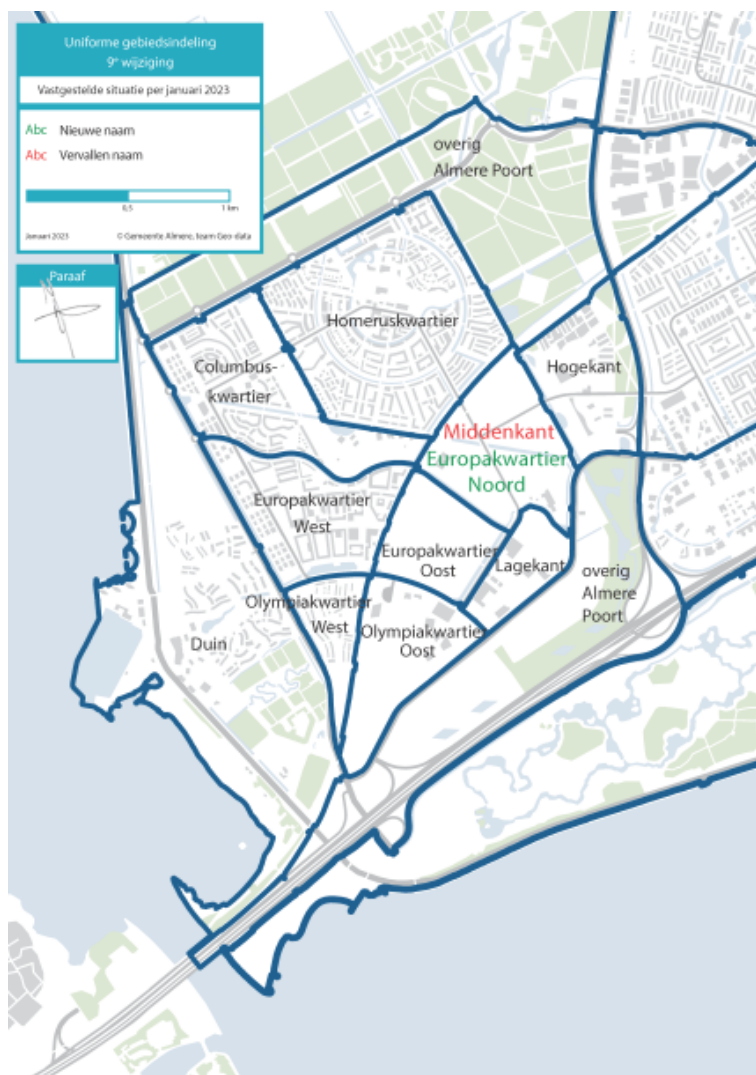 Uniforme gebiedsindeling
9e wijziging
Vastgestelde situatie per januari 2023
Abc Nieuwe naam
Abc Vervallen naam
0,5 1 km
Januari 2023 © Gemeente Almere, team Geo-data
Paraaf
overig
Almere Poort
Homeruskwartier
Columbus-
kwartier
Hogekant
Middenkant
Europakwartier
Noord
Europakwartier
West
Europakwartier
Oost
Lagekant
overig
Almere
Poort
Olympiakwartier
West
Olympiakwartier
Oost
Duin